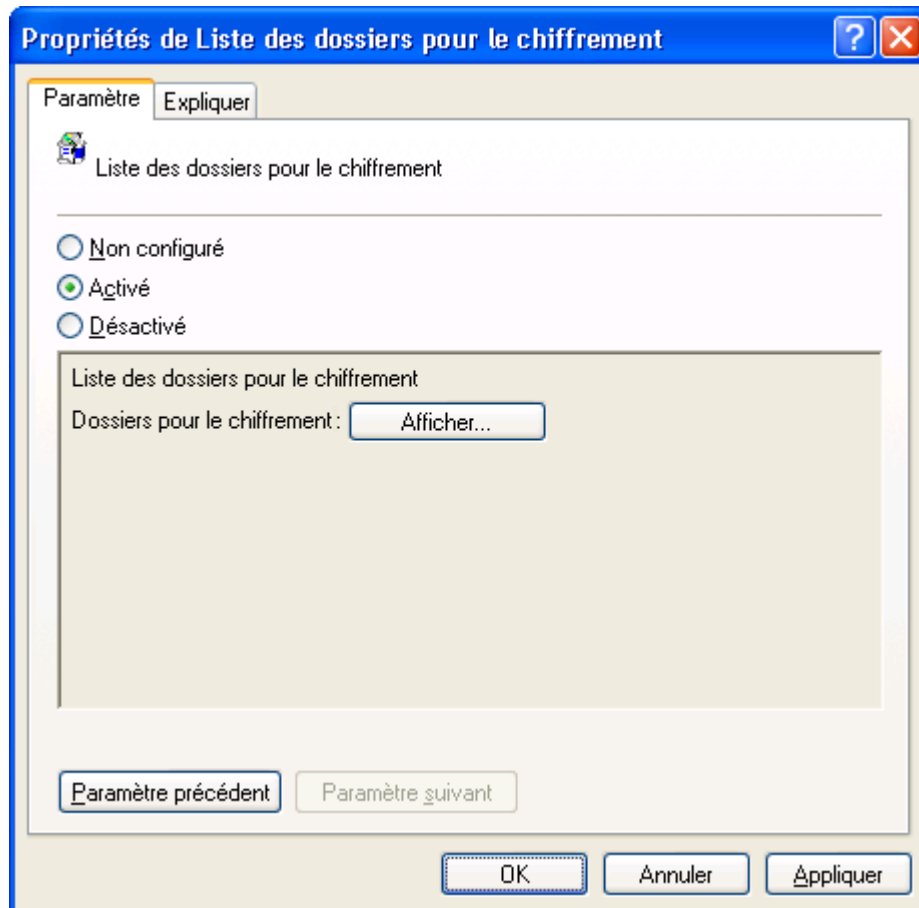 Propriétés de Liste des dossiers pour le chiffrement
Paramètre Expliquer
Liste des dossiers pour le chiffrement
Non configuré
Activé
Désactivé
Liste des dossiers pour le chiffrement
Dossiers pour le chiffrement : Afficher...
Paramètre précédent Paramètre suivant
OK Annuler Appliquer